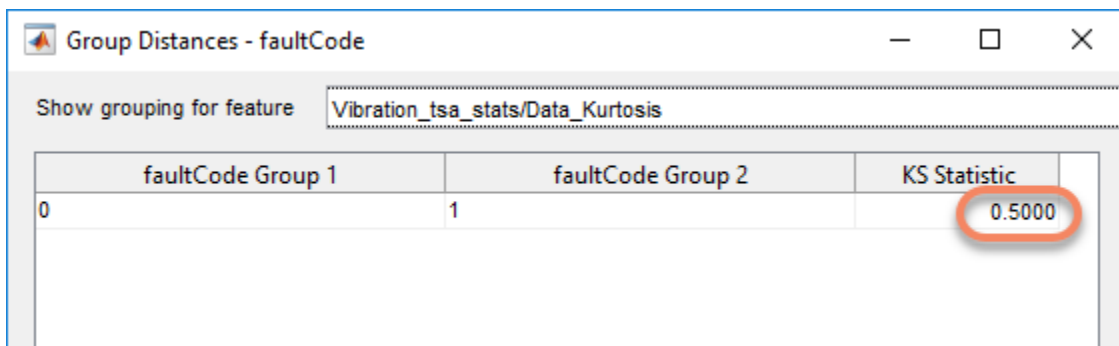 Group Distances - faultCode
Show grouping for feature Vibration_tsa_stats/Data_Kurtosis
faultCode Group 1 faultCode Group 2 KS Statistic
0 1 0.5000